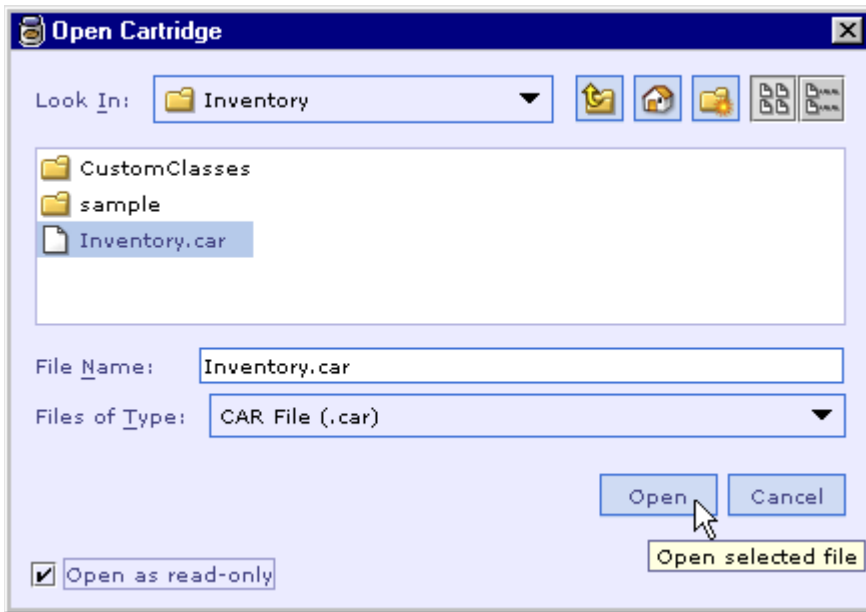 Open Cartridge
Look In: Inventory
CustomClasses
sample
Inventory.car
File Name: Inventory.car
Files of Type: CAR File (.car)
Open Cancel
Open selected file
Open as read-only